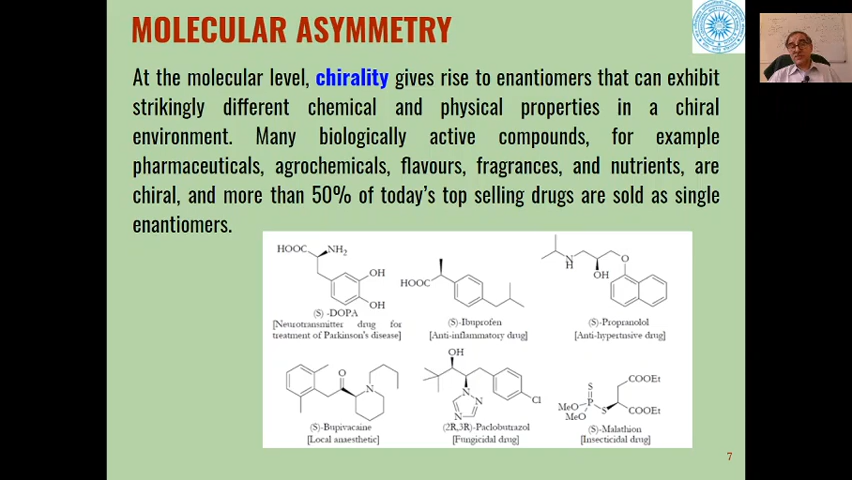 MOLECULAR ASYMMETRY
At the molecular level, chirality gives rise to enantiomers that can exhibit
strikingly different chemical and physical properties in a chiral
environment. Many biologically active compounds, for example
pharmaceuticals, agrochemicals, flavours, fragrances, and nutrients, are
chiral, and more than 50% of today's top selling drugs are sold as single
enantiomers.
HOOC NH2
OH
OH
(S) -DOPA
[Neurotransmitter drug for
treatment of Parkinson's disease]
HOOC
(S)-Ibuprofen
[Anti-inflammatory drug]
N
H
OH
O
(S)-Propranolol
[Anti-hypertnsive drug]
O
N
(S)-Bupivacaine
[Local anaesthetic]
OH
N
N
N
Cl
(2R,3R)-Paclobutrazol
[Fungicidal drug]
S
MeO P
MeO S
COOEt
COOEt
(S)-Malathion
[Insecticidal drug]
7